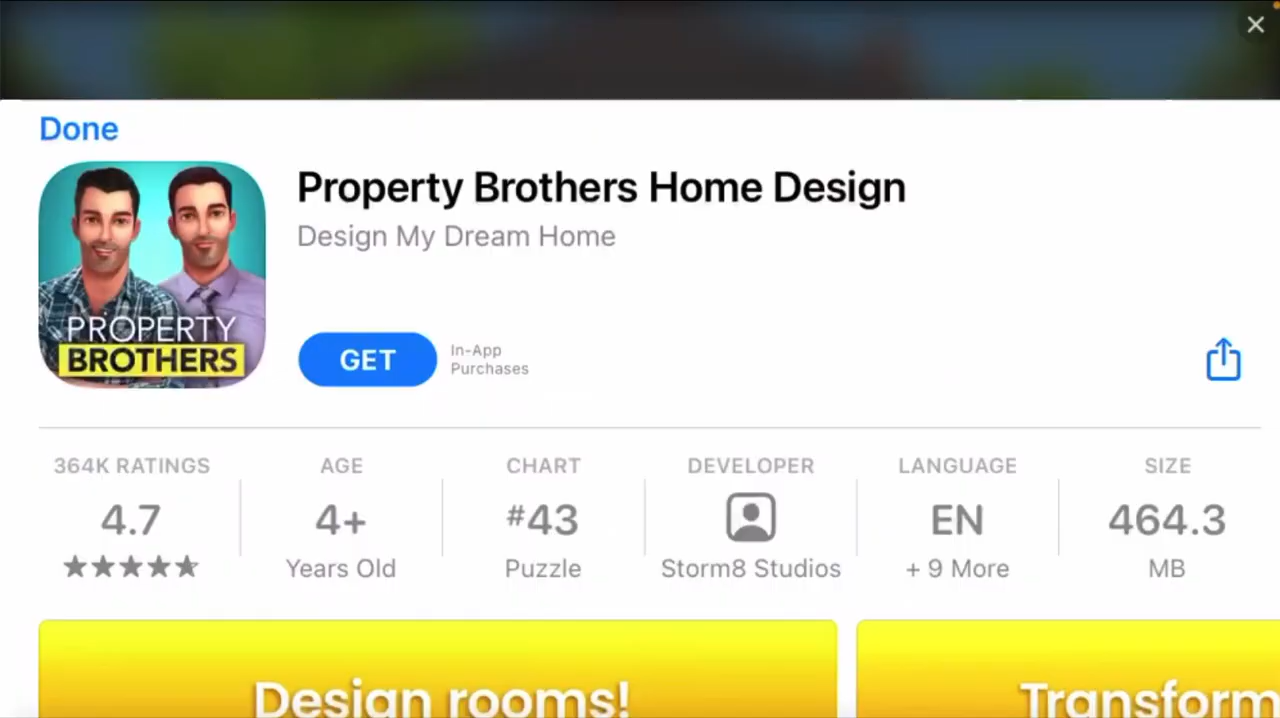 Done
Property Brothers Home Design
Design My Dream Home
PROPERTY
BROTHERS
GET
In-App
Purchases
364K RATINGS
4.7
AGE
4+
Years Old
CHART
#43
Puzzle
DEVELOPER
Storm8 Studios
LANGUAGE
EN
+ 9 More
SIZE
464.3
MB
Design rooms!
Transform